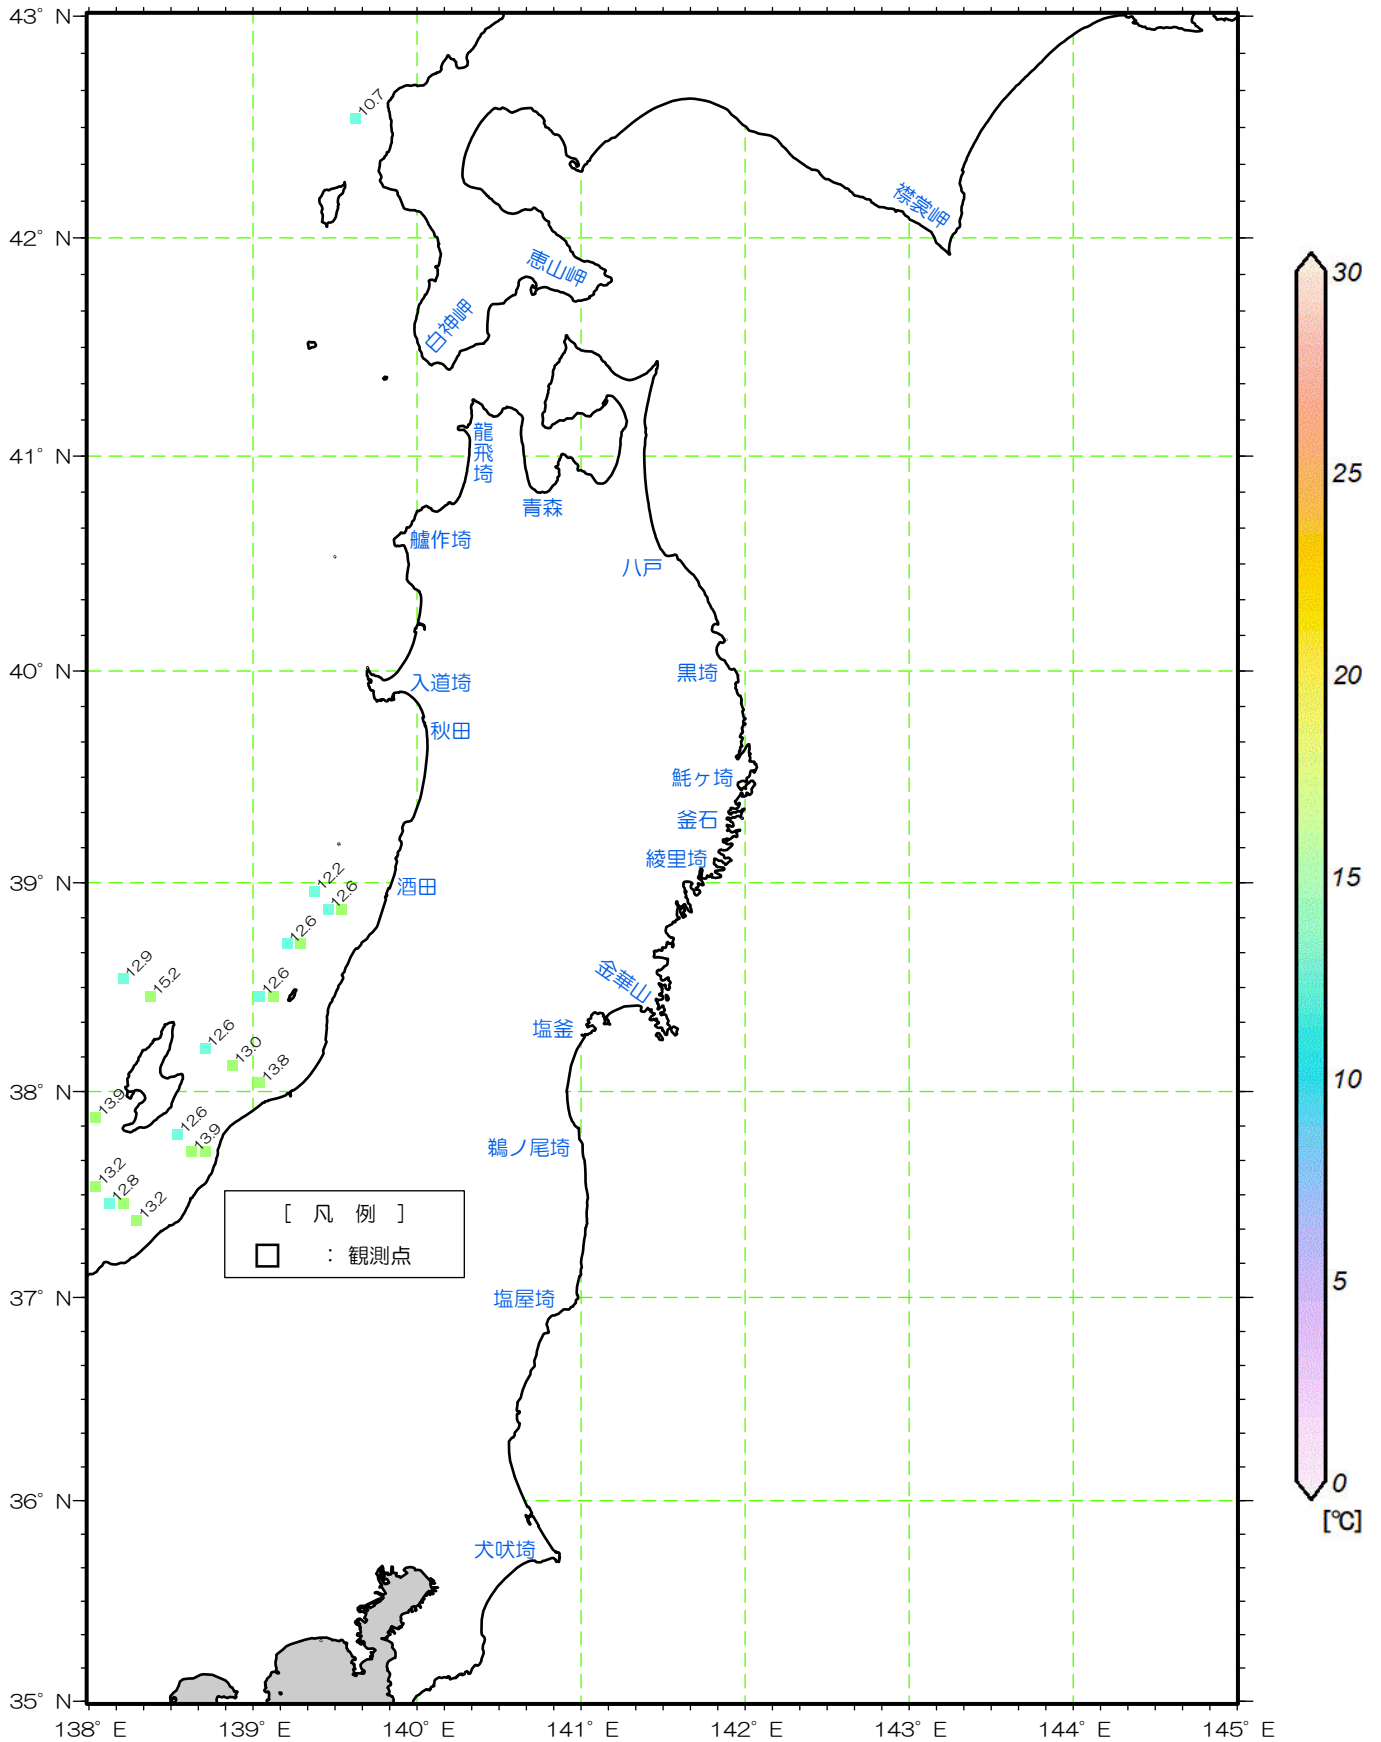 43° N
10.7
襟裳岬
42° N
恵山岬
30
白神岬
龍飛埼
41° N
25
青森
艫作埼
八戸
40° N
黒埼
20
入道埼
秋田
魹ヶ埼
釜石
綾里埼
15
39° N
12.2
12.6
酒田
12.6
12.9
15.2
12.6
金華山
塩釜
12.6
13.0
13.8
38° N
10
13.9
12.6
13.9
鵜ノ尾埼
13.2
12.8
13.2
[ 凡 例 ]
□ : 観測点
5
37° N
塩屋埼
36° N
0
[℃]
犬吠埼
35° N
138° E 139° E 140° E 141° E 142° E 143° E 144° E 145° E